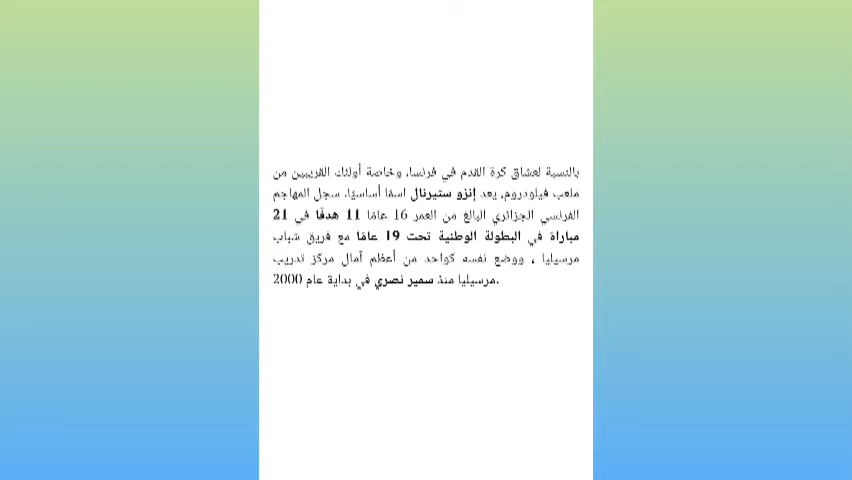 بالنسبة لعشاق كرة القدم في فرنسا، وخاصة أولئك القريبين من
ملعب فيلودروم، يعد إنزو ستيرنال اسمًا أساسيًا. سجل المهاجم
الفرنسي الجزائري البالغ من العمر 16 عامًا 11 هدفًا في 21
مباراة في البطولة الوطنية تحت 19 عامًا مع فريق شباب
مرسيليا ، ووضع نفسه كواحد من أعظم آمال مركز تدريب
مرسيليا منذ سمير نصري في بداية عام 2000.